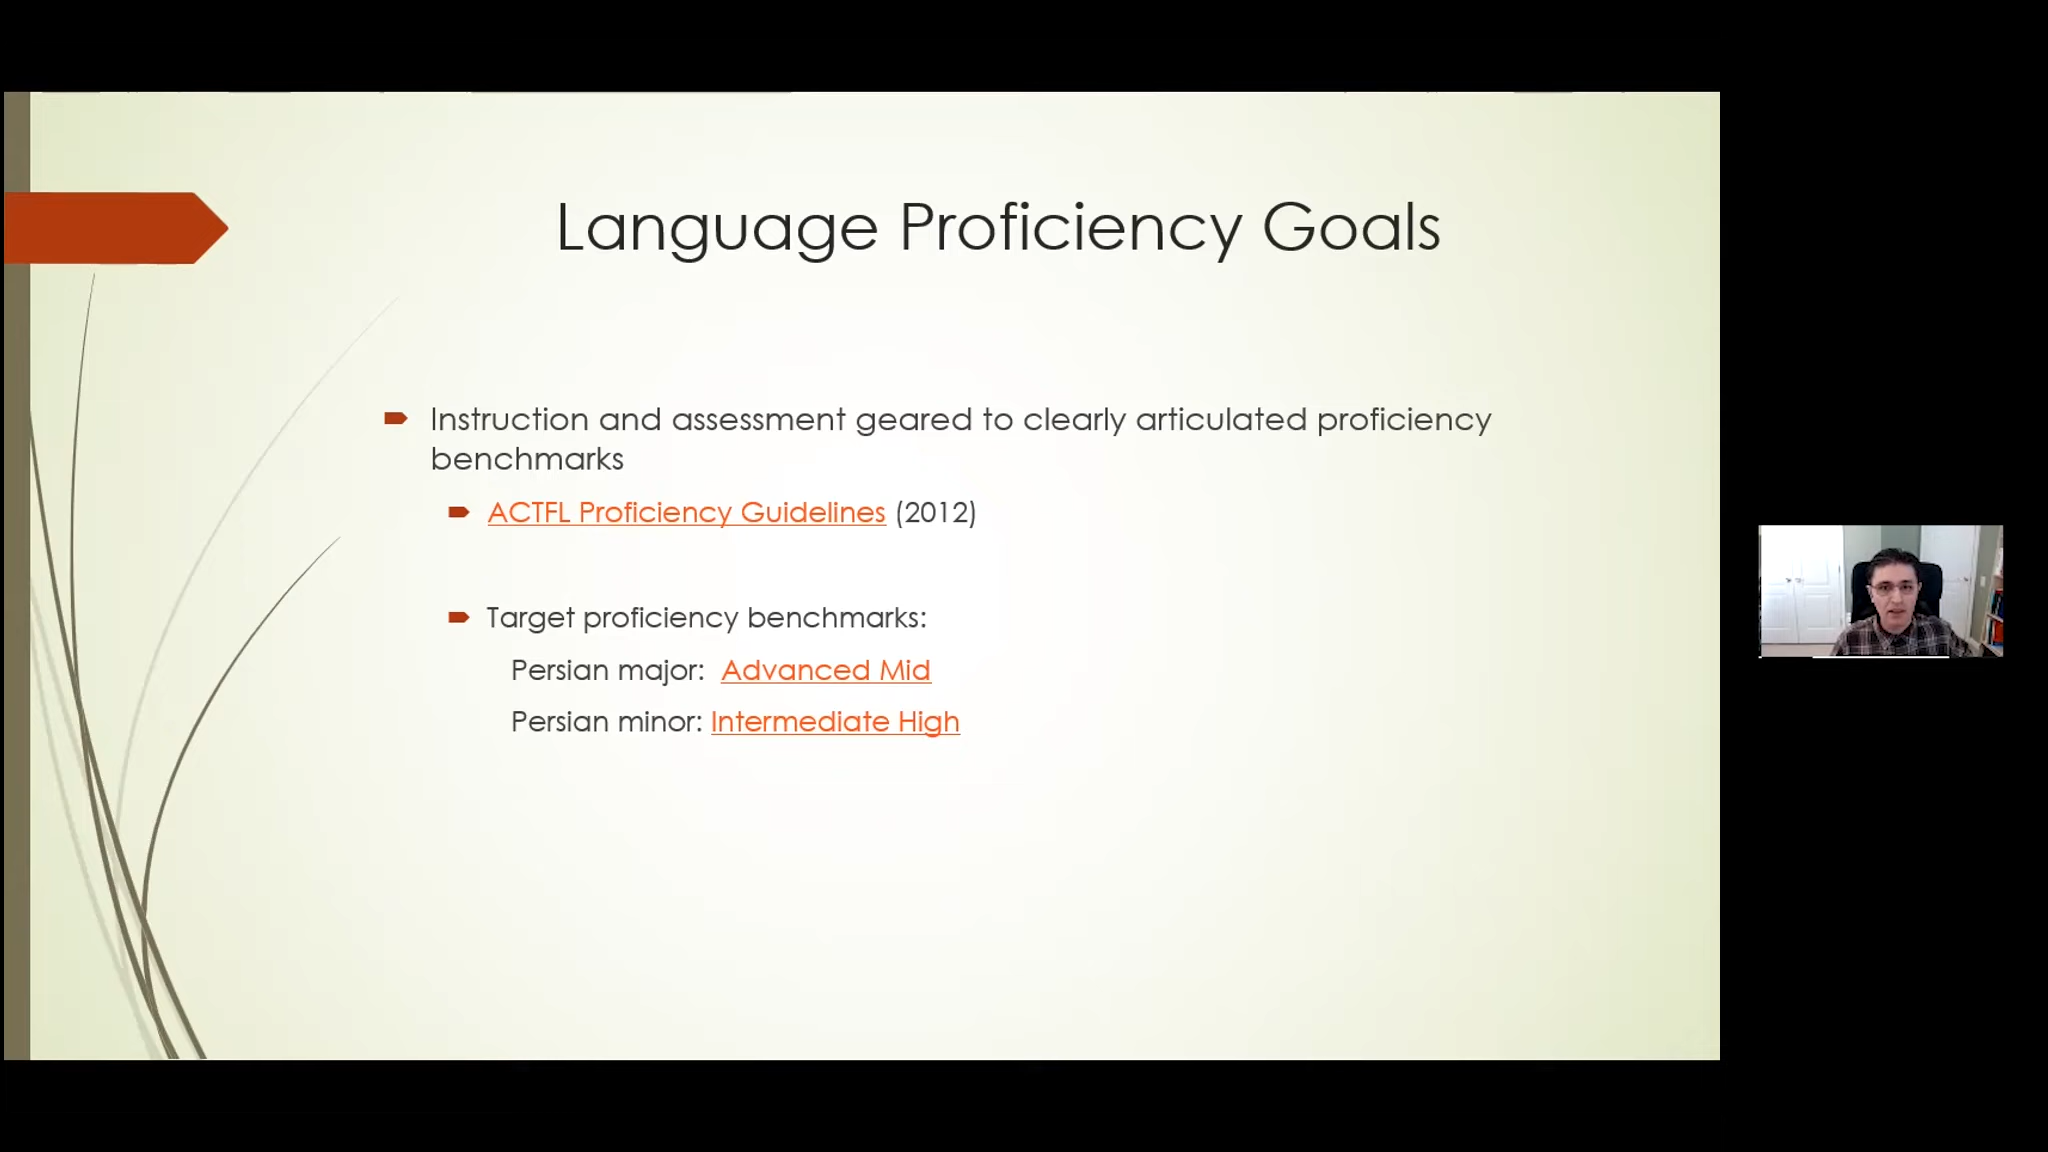 Language Proficiency Goals
Instruction and assessment geared to clearly articulated proficiency
benchmarks
ACTFL Proficiency Guidelines (2012)
Target proficiency benchmarks:
Persian major: Advanced Mid
Persian minor: Intermediate High